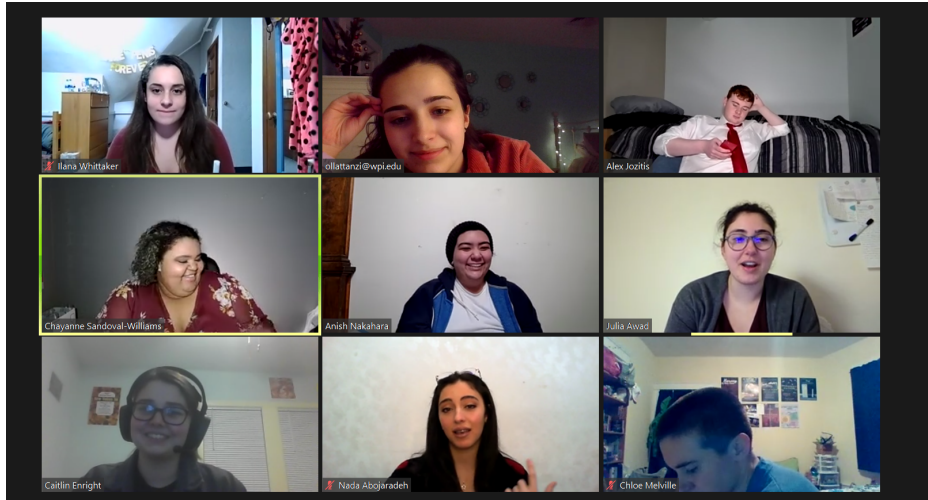 Ilana Whittaker
ollattanzi@wpi.edu
Alex Jozitis
Chayanne Sandoval-Williams
Anish Nakahara
Julia Awad
Caitlin Enright
Nada Abojaradeh
Chloe Melville